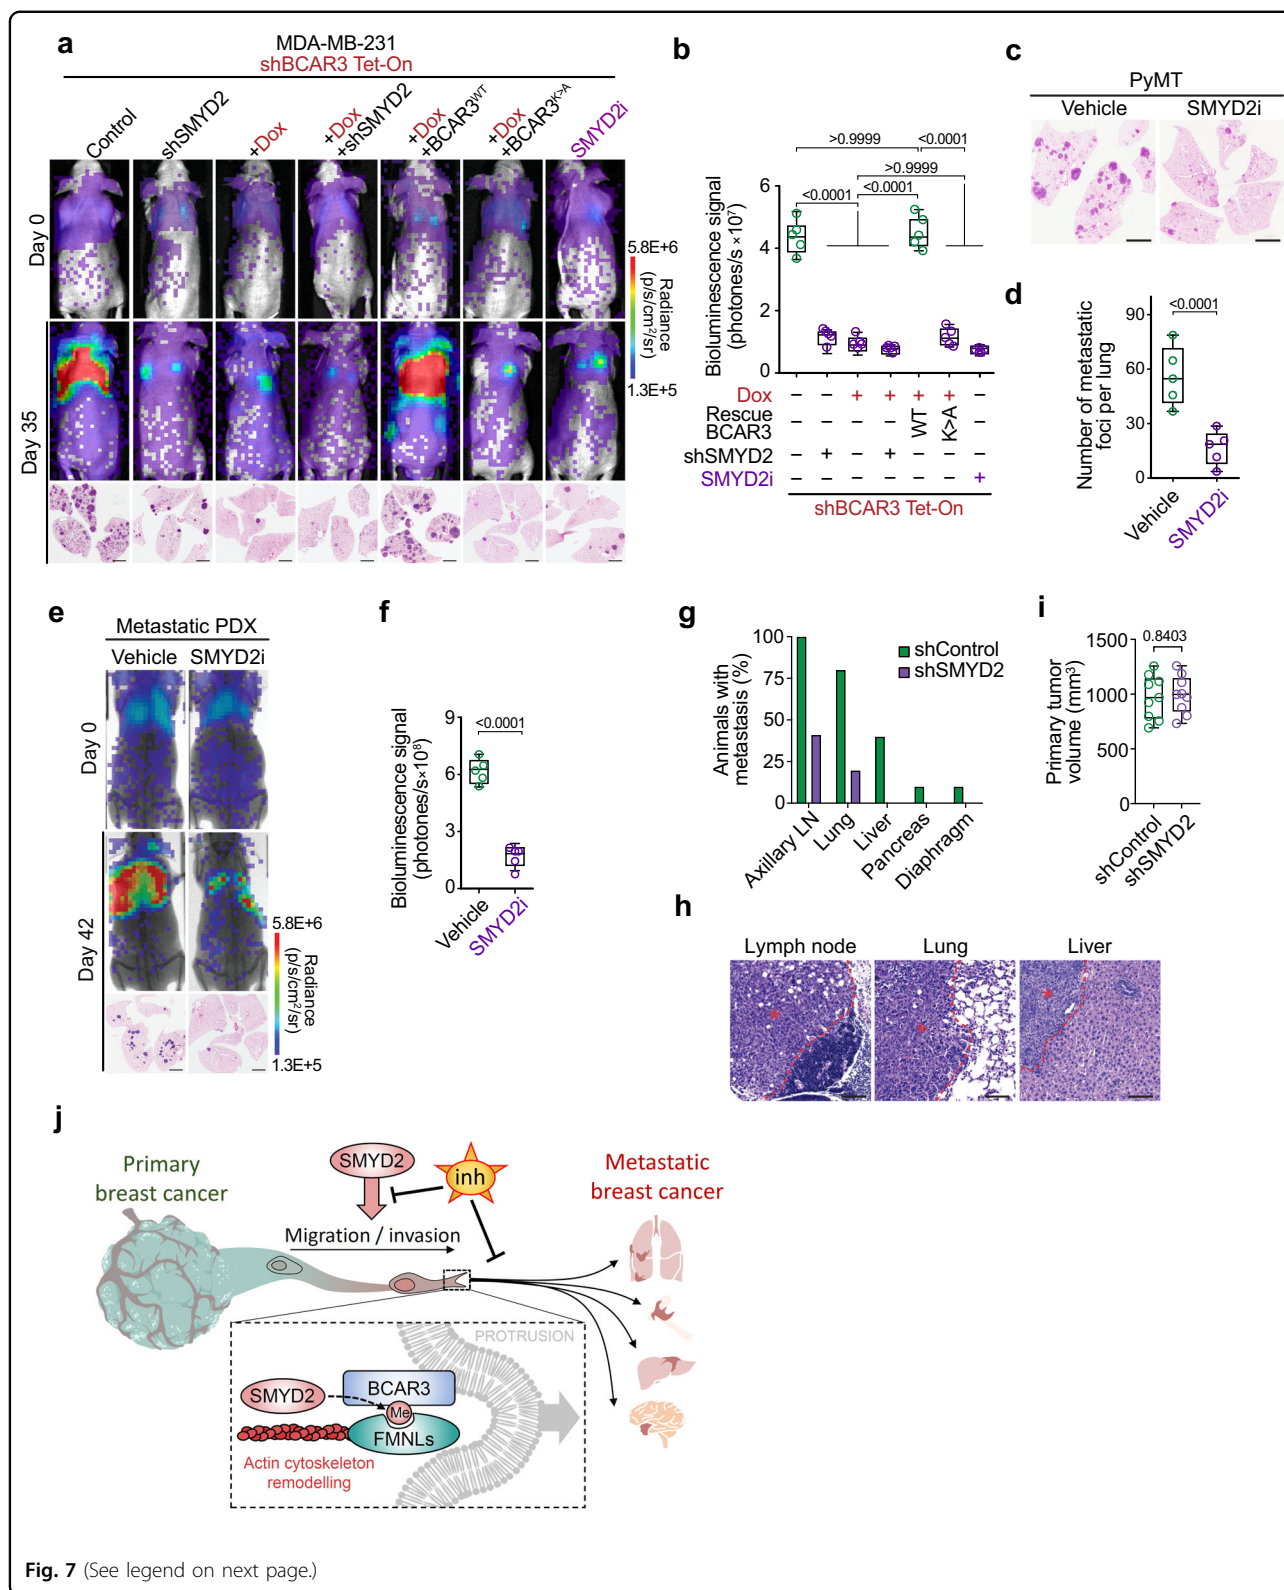 a
MDA-MB-231
shBCAR3 Tet-On
Control
shSMYD2
+Dox
+Dox
+shSMYD2
+Dox
+BCAR3WT
+Dox
+BCAR3K>A
SMYD2i
Day 0
Day 35
5.8E+6
Radiance
(p/s/cm²/sr)
1.3E+5
b
>0.9999
<0.0001
>0.9999
<0.0001
<0.0001
Bioluminescence signal
(photones/s ×10⁷)
6
4
2
0
Dox – – + + + + –
Rescue
BCAR3 – – – – WT K>A –
shSMYD2 – + – + – – –
SMYD2i – – – – – – +
shBCAR3 Tet-On
c
PyMT
Vehicle SMYD2i
d
Number of metastatic
foci per lung
90
60
30
0
<0.0001
Vehicle
SMYD2i
e
Metastatic PDX
Vehicle SMYD2i
Day 0
Day 42
5.8E+6
Radiance
(p/s/cm²/sr)
1.3E+5
f
Bioluminescence signal
(photones/s×10⁸)
9
6
3
0
<0.0001
Vehicle
SMYD2i
g
Animals with
metastasis (%)
100
75
50
25
0
shControl
shSMYD2
Axillary LN
Lung
Liver
Pancreas
Diaphragm
i
Primary tumor
volume (mm³)
1500
1000
500
0
0.8403
shControl
shSMYD2
h
Lymph node Lung Liver
*
*
*
j
Primary
breast cancer
SMYD2
inh
Migration / invasion
Metastatic
breast cancer
PROTRUSION
SMYD2
BCAR3
Me
FMNLs
Actin cytoskeleton
remodelling
Fig. 7 (See legend on next page.)